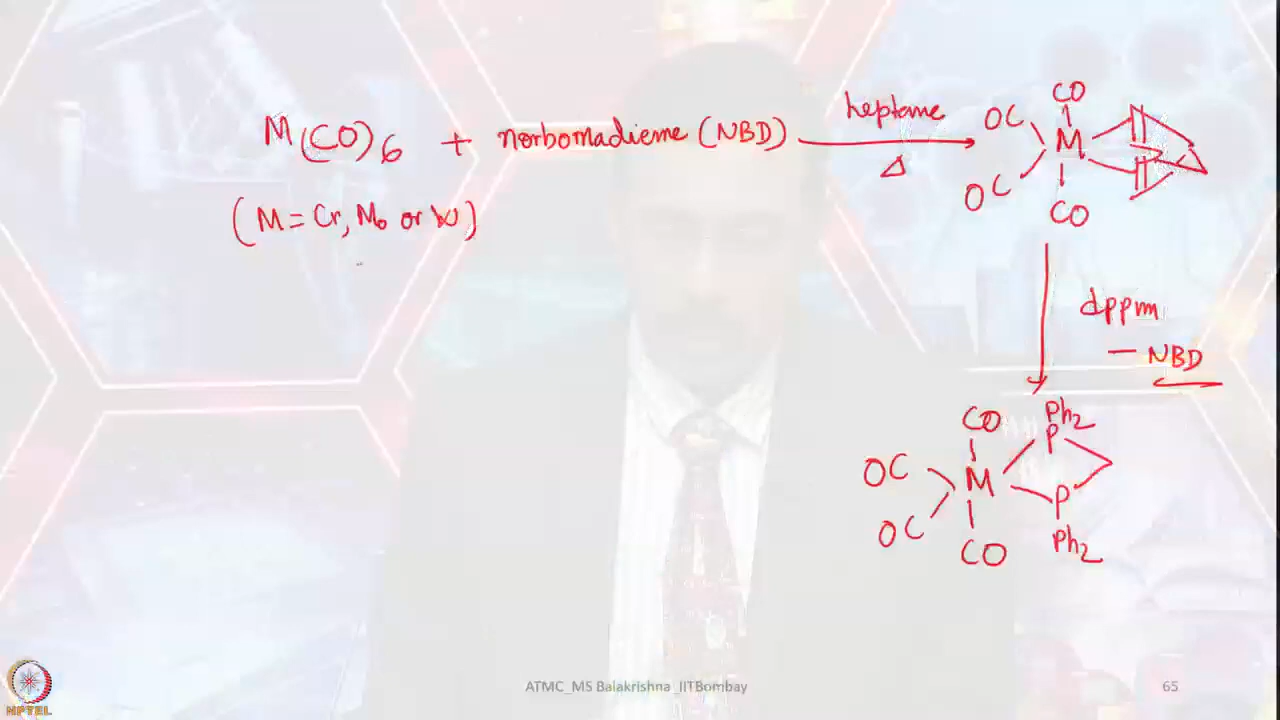 M(CO)6 + norbornadiene (NBD)
heptane
Δ
(M = Cr, Mo or W)
CO
OC
M
OC
CO
dppm
— NBD
CO
Ph2
P
OC
M
P
OC
CO
Ph2
NPTEL
ATMC_MS Balakrishna_IITBombay
65